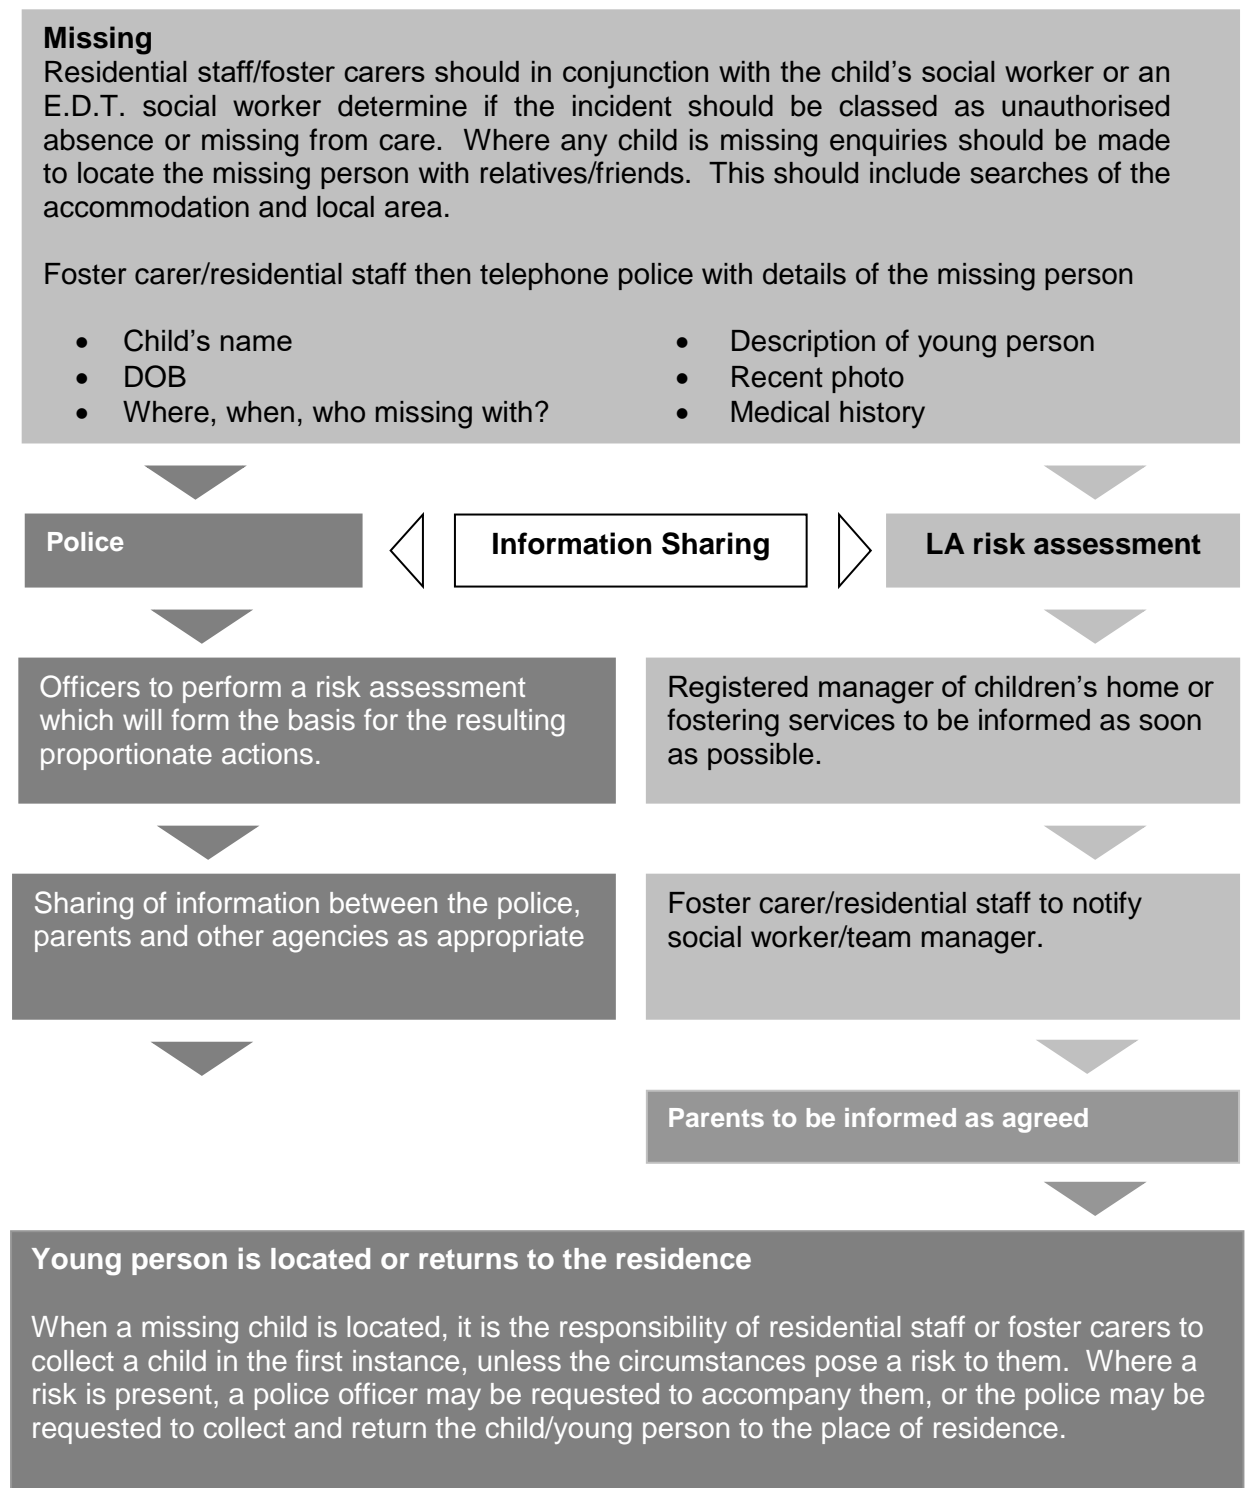 Missing
Residential staff/foster carers should in conjunction with the child's social worker or an
E.D.T. social worker determine if the incident should be classed as unauthorised
absence or missing from care.  Where any child is missing enquiries should be made
to locate the missing person with relatives/friends.  This should include searches of the
accommodation and local area.
Foster carer/residential staff then telephone police with details of the missing person
• Child's name
• DOB
• Where, when, who missing with?
• Description of young person
• Recent photo
• Medical history
Police
Information Sharing
LA risk assessment
Officers to perform a risk assessment
which will form the basis for the resulting
proportionate actions.
Registered manager of children's home or
fostering services to be informed as soon
as possible.
Sharing of information between the police,
parents and other agencies as appropriate
Foster carer/residential staff to notify
social worker/team manager.
Parents to be informed as agreed
Young person is located or returns to the residence
When a missing child is located, it is the responsibility of residential staff or foster carers to
collect a child in the first instance, unless the circumstances pose a risk to them.  Where a
risk is present, a police officer may be requested to accompany them, or the police may be
requested to collect and return the child/young person to the place of residence.